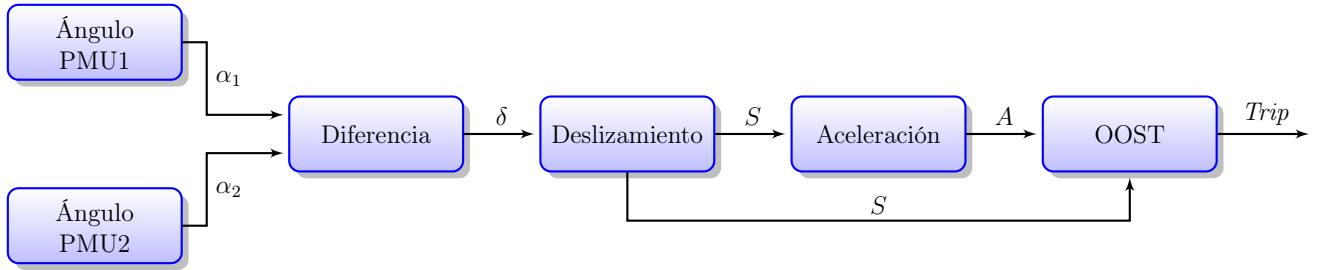 Ángulo
PMU1
α₁
Diferencia
δ
Deslizamiento
S
Aceleración
A
OOST
Trip
α₂
S
Ángulo
PMU2